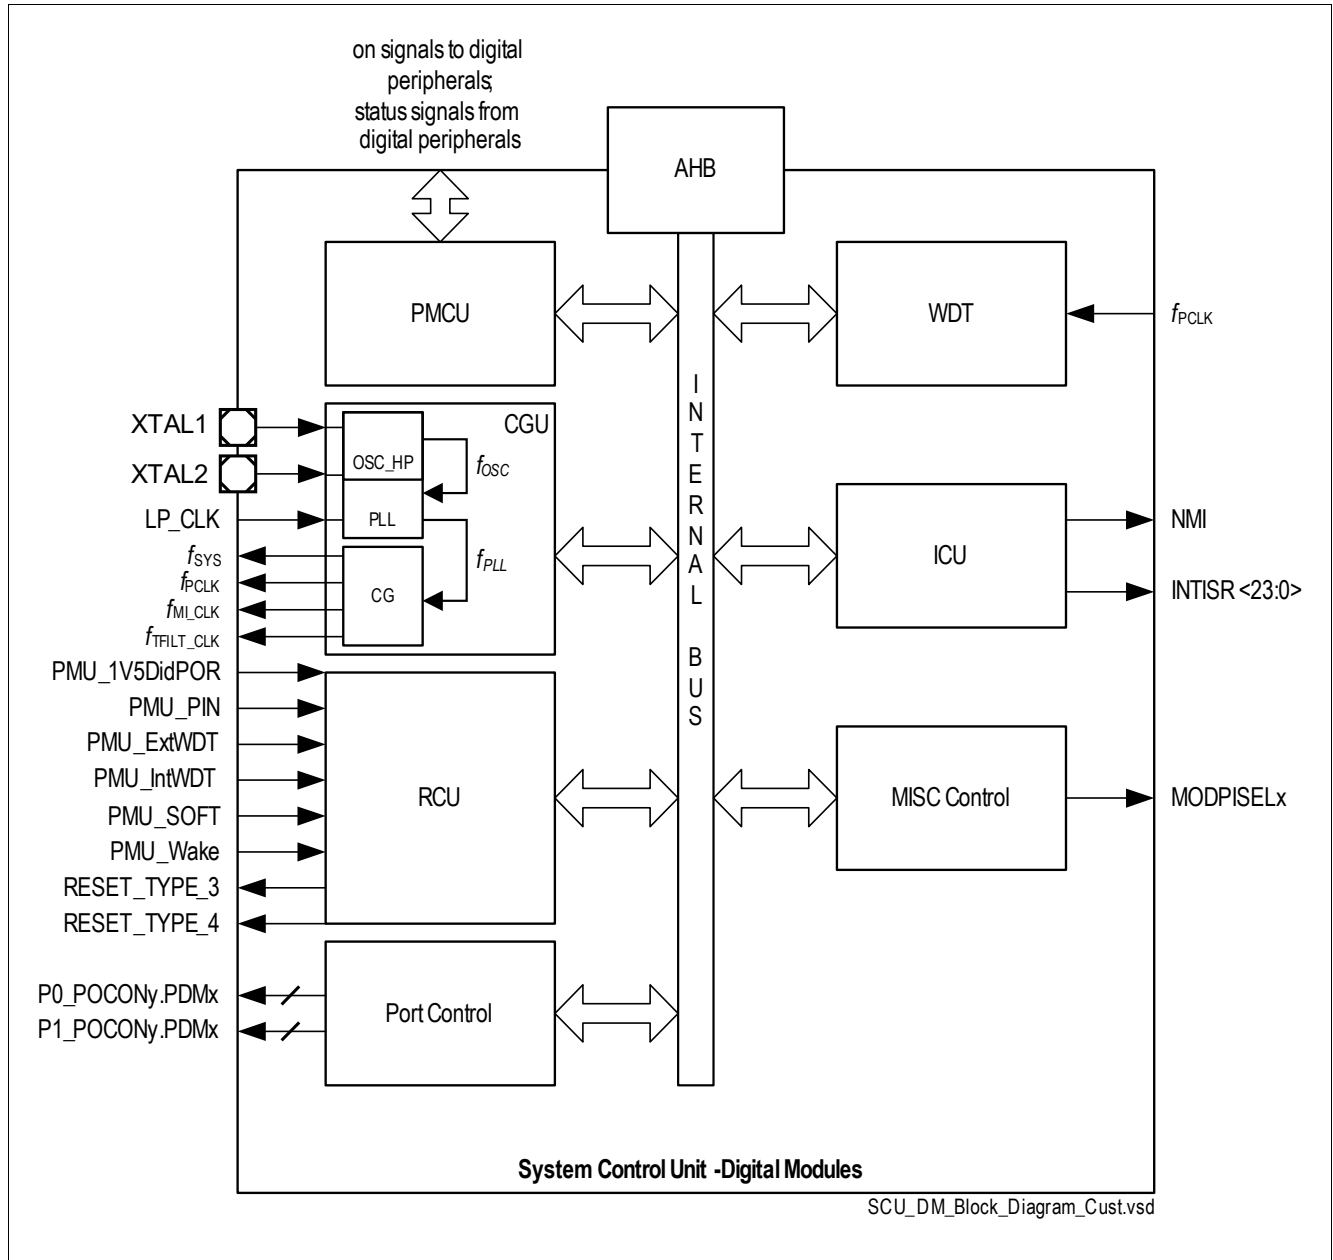 on signals to digital
peripherals;
status signals from
digital peripherals
AHB
PMCU
WDT
fPCLK
INTERNAL BUS
XTAL1
XTAL2
LP_CLK
fSYS
fPCLK
fMI_CLK
fTFILT_CLK
CGU
OSC_HP
fOSC
PLL
fPLL
CG
ICU
NMI
INTISR <23:0>
PMU_1V5DidPOR
PMU_PIN
PMU_ExtWDT
PMU_IntWDT
PMU_SOFT
PMU_Wake
RESET_TYPE_3
RESET_TYPE_4
RCU
MISC Control
MODPISELx
P0_POCONy.PDMx
P1_POCONy.PDMx
Port Control
System Control Unit -Digital Modules
SCU_DM_Block_Diagram_Cust.vsd